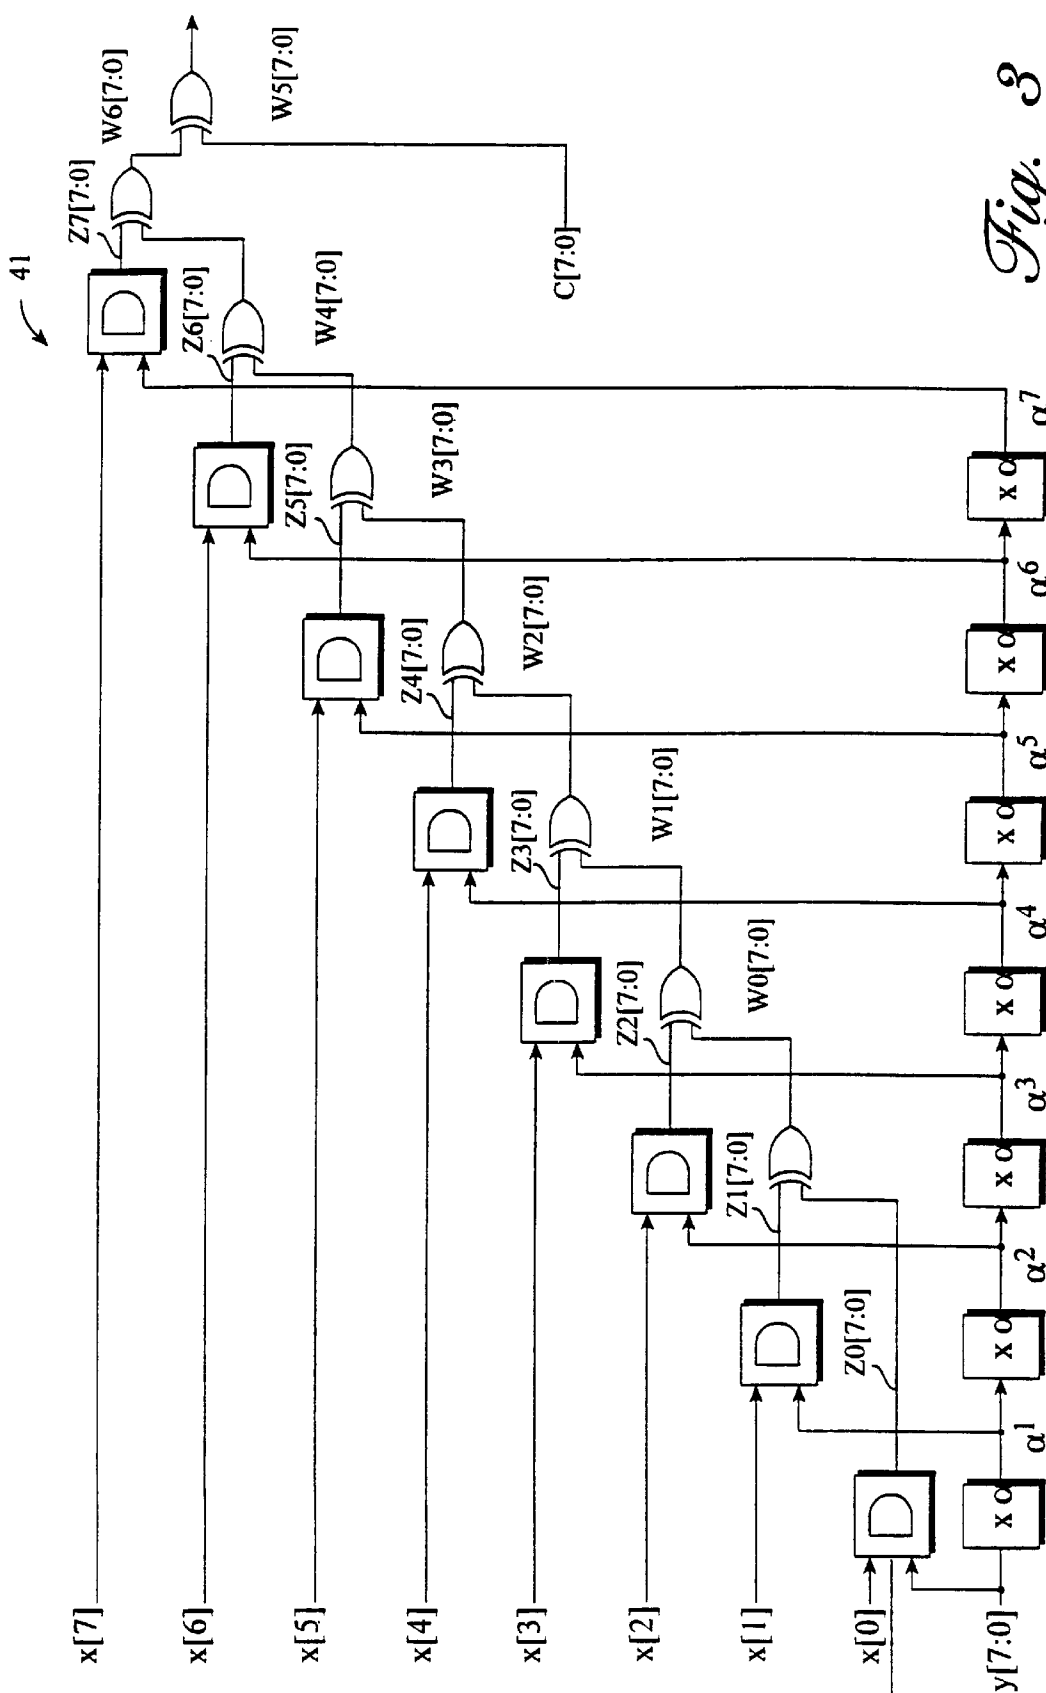 41
x[7]
Z7[7:0]
W6[7:0]
W5[7:0]
x[6]
Z6[7:0]
W4[7:0]
C[7:0]
x[5]
Z5[7:0]
W3[7:0]
x[4]
Z4[7:0]
W2[7:0]
x[3]
Z3[7:0]
W1[7:0]
x[2]
Z2[7:0]
W0[7:0]
x[1]
Z1[7:0]
x[0]
Z0[7:0]
y[7:0]
x α
x α
x α
x α
x α
x α
x α
α1
α2
α3
α4
α5
α6
α7
Fig. 3